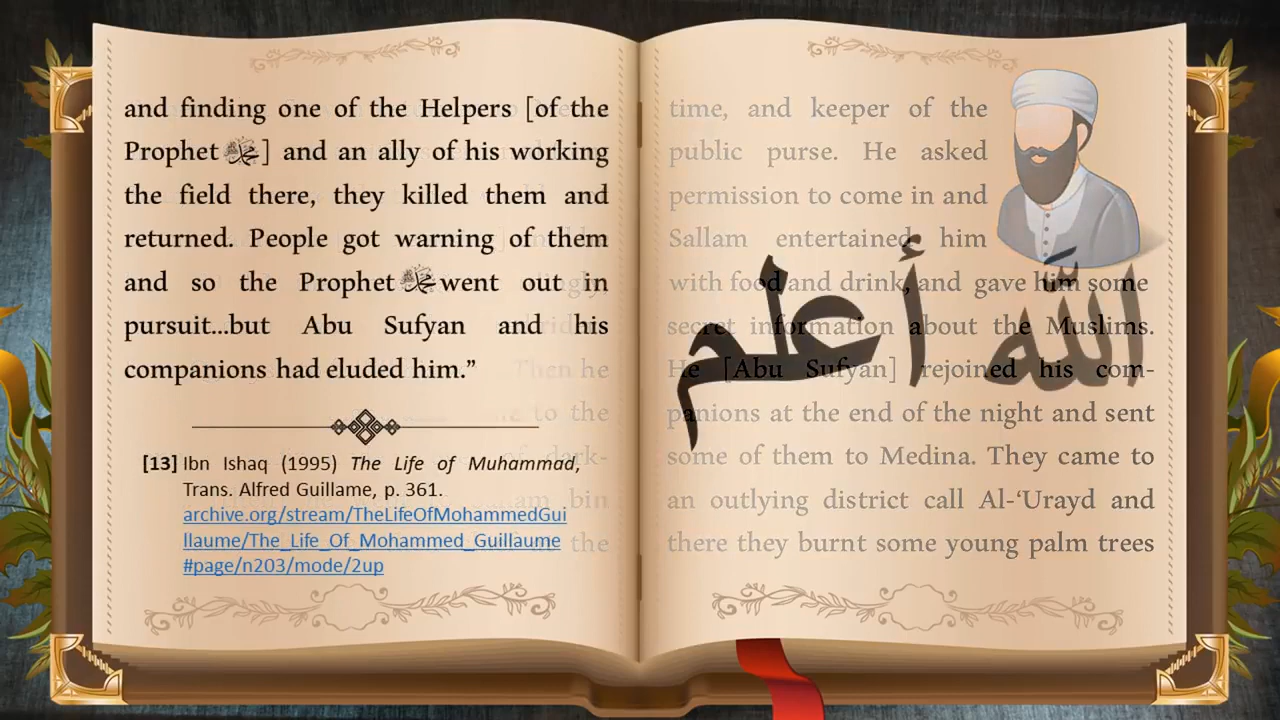 and finding one of the Helpers [of the
Prophet ﷺ] and an ally of his working
the field there, they killed them and
returned. People got warning of them
and so the Prophet ﷺ went out in
pursuit...but Abu Sufyan and his
companions had eluded him.”
[13] Ibn Ishaq (1995) The Life of Muhammad,
Trans. Alfred Guillame, p. 361.
archive.org/stream/TheLifeOfMohammedGui
llaume/The_Life_Of_Mohammed_Guillaume
#page/n203/mode/2up
time, and keeper of the
public purse. He asked
permission to come in and
Sallam entertained him
with food and drink, and gave him some
secret information about the Muslims.
He [Abu Sufyan] rejoined his com-
panions at the end of the night and sent
some of them to Medina. They came to
an outlying district call Al-‘Urayd and
there they burnt some young palm trees
الله أعلم